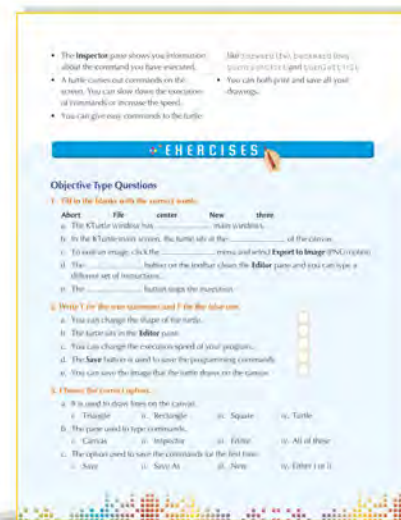 • The Inspector pane shows you information
about the command you have executed.
• A turtle carries out commands on the
screen. You can slow down the execution
of commands or increase the speed.
• You can give easy commands to the turtle
like forward (fw), backward (bw),
turnright(tr) and turnleft(tl).
• You can both print and save all your
drawings.
EXERCISES
Objective Type Questions
1. Fill in the blanks with the correct words.
Abort File center New three
a. The KTurtle window has main windows.
b. In the KTurtle main screen, the turtle sits at the of the canvas.
c. To save an image, click the menu and select Export to Image (PNG) option.
d. The button on the toolbar clears the Editor pane and you can type a
different set of instructions.
e. The button stops the execution.
2. Write T for the true statement and F for the false one.
a. You can change the shape of the turtle.
b. The turtle sits in the Editor pane.
c. You can change the execution speed of your program.
d. The Save button is used to save the programming commands.
e. You can save the image that the turtle draws on the canvas.
3. Choose the correct option.
a. It is used to draw lines on the canvas.
i. Triangle ii. Rectangle iii. Square iv. Turtle
b. The pane used to type commands.
i. Canvas ii. Inspector iii. Editor iv. All of these
c. The option used to save the commands for the first time.
i. Save ii. Save As iii. New iv. Either i or ii